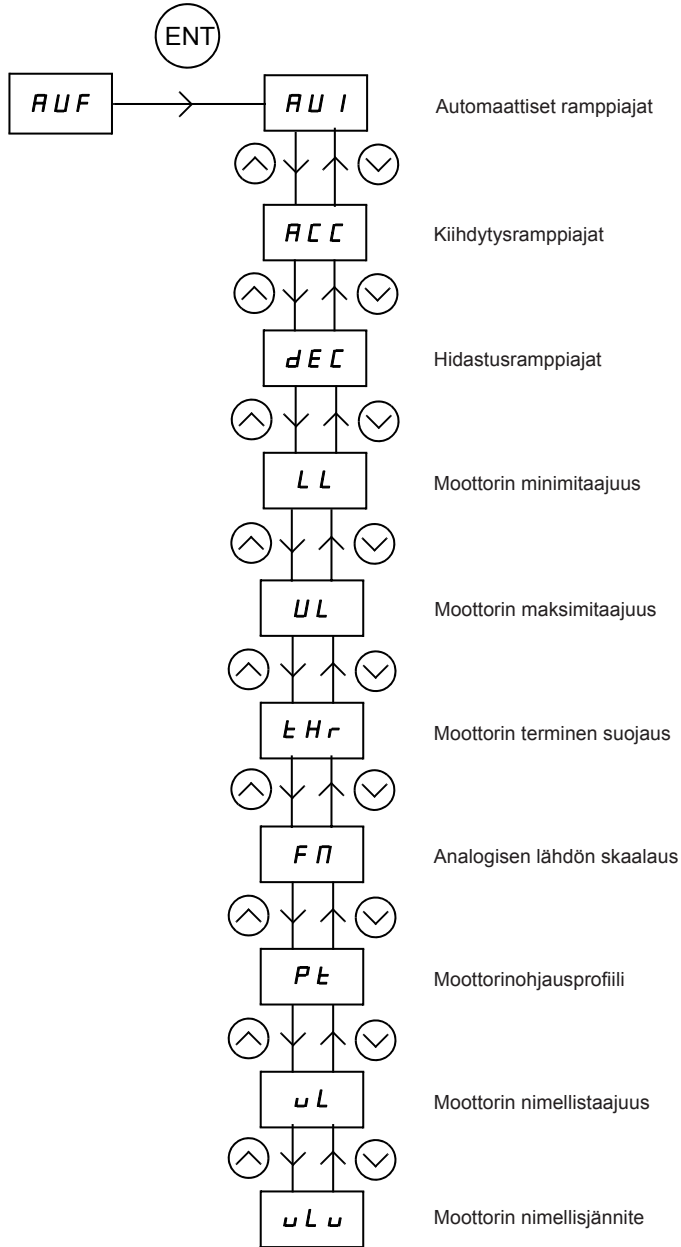 ENT
AUF
AU1 Automaattiset ramppiajat
ACC Kiihdytysramppiajat
dEC Hidastusramppiajat
LL Moottorin minimitaajuus
UL Moottorin maksimitaajuus
tHr Moottorin terminen suojaus
FM Analogisen lähdön skaalaus
Pt Moottorinohjausprofiili
uL Moottorin nimellistaajuus
uLu Moottorin nimellisjännite